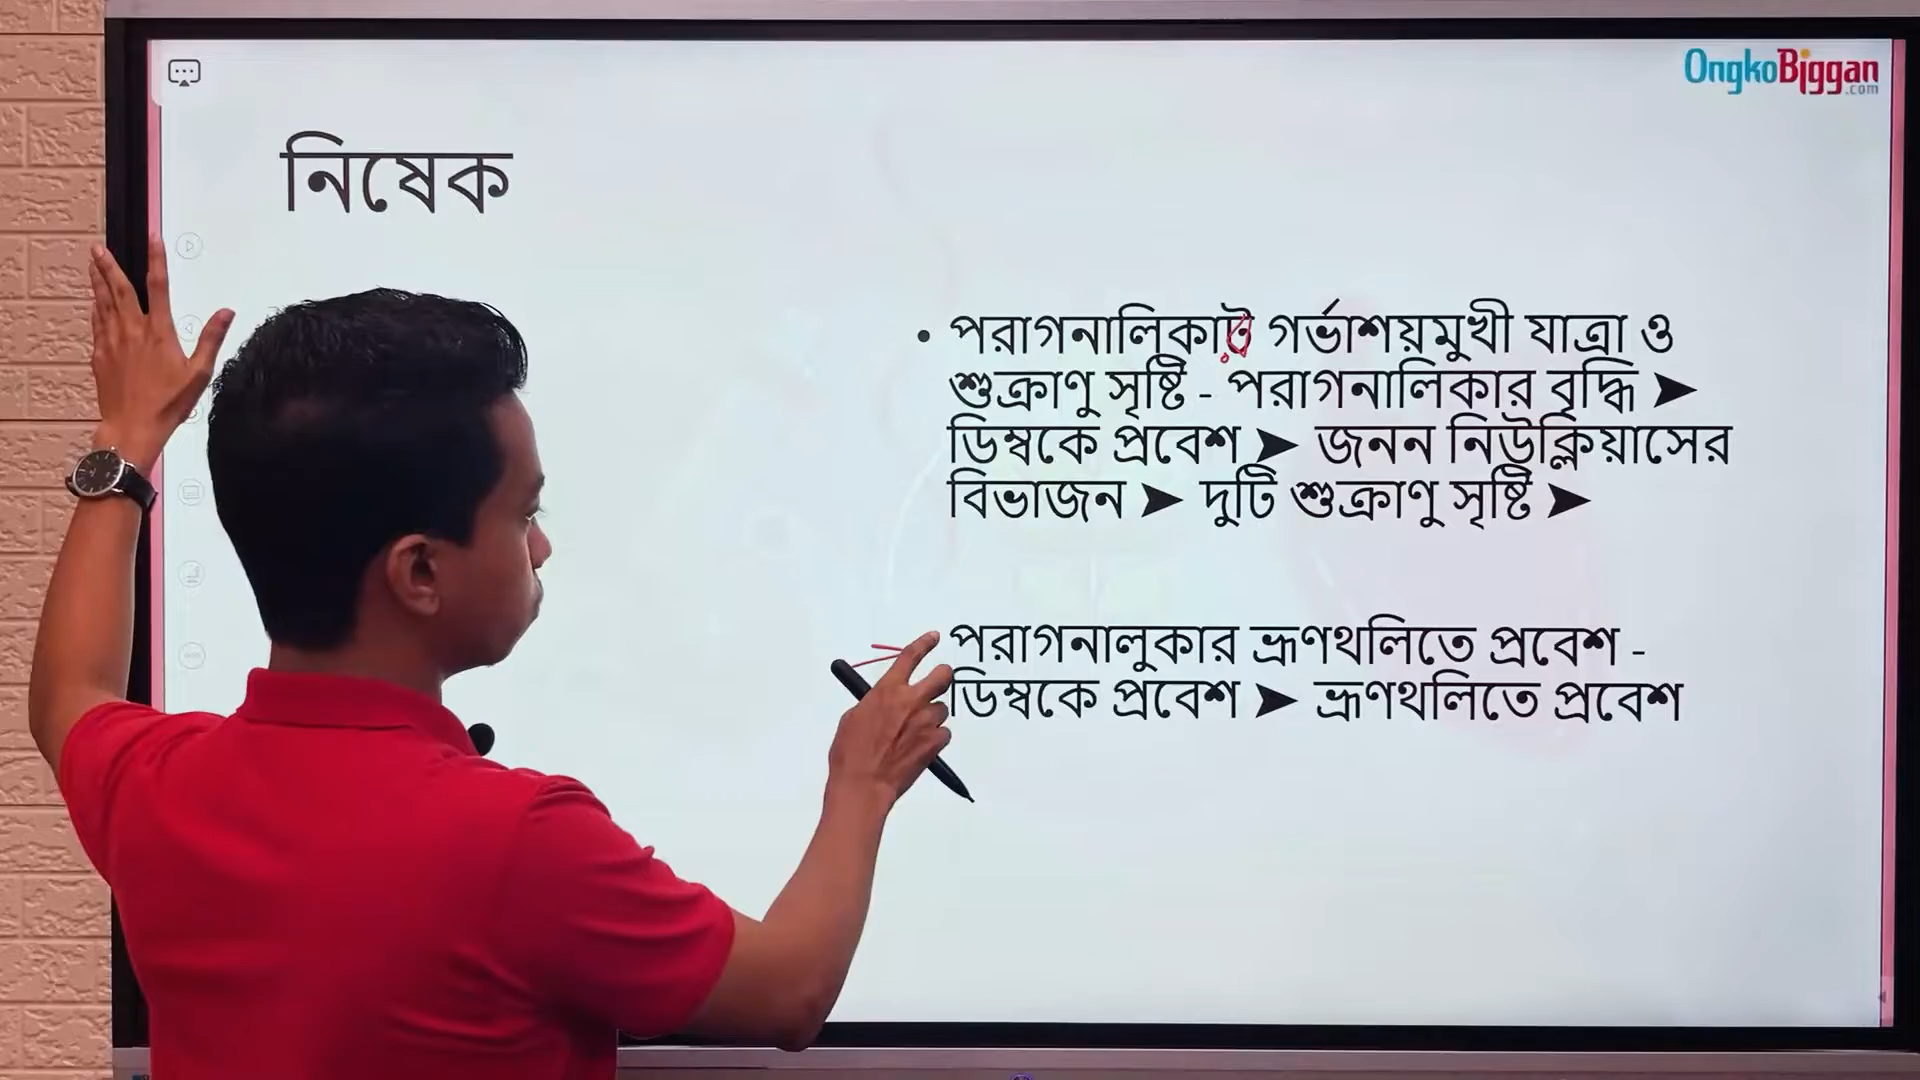 OngkoBiggan
.com
নিষেক
• পরাগনালিকাট গর্ভাশয়মুখী যাত্রা ও
শুক্রাণু সৃষ্টি - পরাগনালিকার বৃদ্ধি ➤
ডিম্বকে প্রবেশ ➤ জনন নিউক্লিয়াসের
বিভাজন ➤ দুটি শুক্রাণু সৃষ্টি ➤
পরাগনালুকার ভ্রূণথলিতে প্রবেশ -
ডিম্বকে প্রবেশ ➤ ভ্রূণথলিতে প্রবেশ